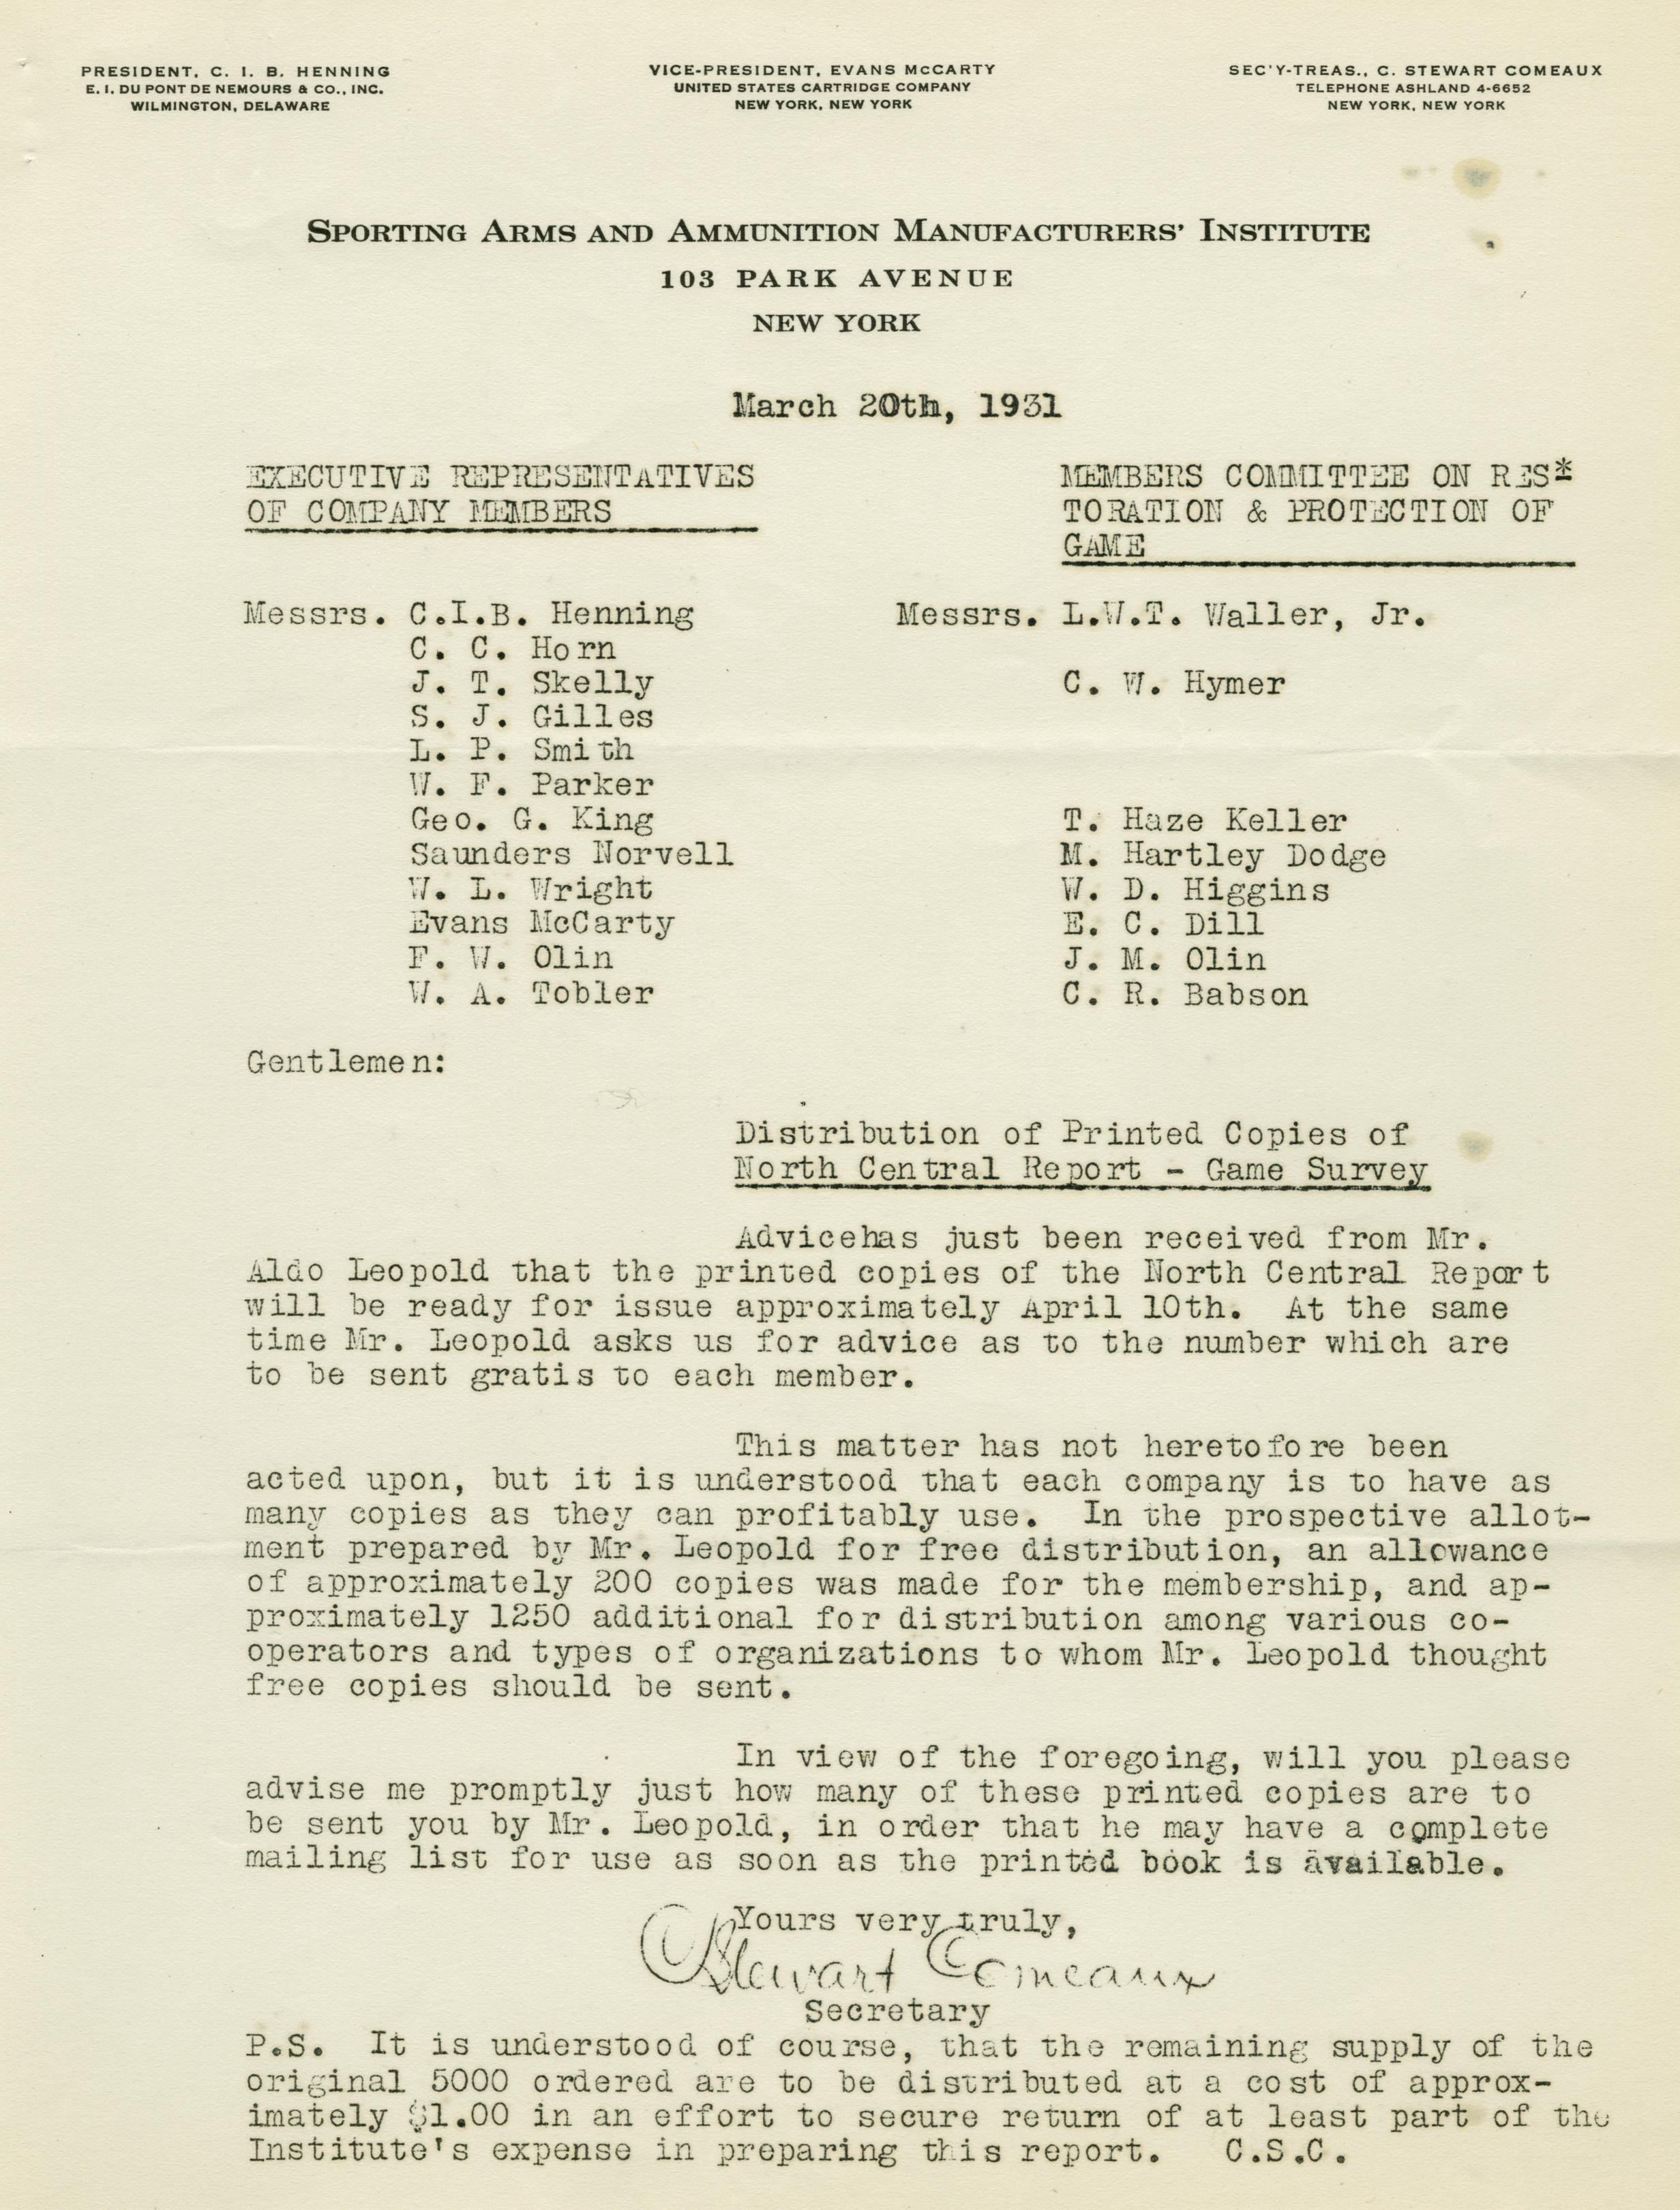 PRESIDENT, C. I. B. HENNING
E. I. DU PONT DE NEMOURS & CO., INC.
WILMINGTON, DELAWARE
VICE-PRESIDENT, EVANS McCARTY
UNITED STATES CARTRIDGE COMPANY
NEW YORK, NEW YORK
SEC'Y-TREAS., C. STEWART COMEAUX
TELEPHONE ASHLAND 4-6652
NEW YORK, NEW YORK
SPORTING ARMS AND AMMUNITION MANUFACTURERS' INSTITUTE
103 PARK AVENUE
NEW YORK
March 20th, 1931
EXECUTIVE REPRESENTATIVES
OF COMPANY MEMBERS
MEMBERS COMMITTEE ON RES*
TORATION & PROTECTION OF
GAME
Messrs. C.I.B. Henning
C. C. Horn
J. T. Skelly
S. J. Gilles
L. P. Smith
W. F. Parker
Geo. G. King
Saunders Norvell
W. L. Wright
Evans McCarty
F. W. Olin
W. A. Tobler
Messrs. L.W.T. Waller, Jr.
C. W. Hymer
T. Haze Keller
M. Hartley Dodge
W. D. Higgins
E. C. Dill
J. M. Olin
C. R. Babson
Gentlemen:
Distribution of Printed Copies of
North Central Report - Game Survey
Advicehas just been received from Mr.
Aldo Leopold that the printed copies of the North Central Report
will be ready for issue approximately April 10th. At the same
time Mr. Leopold asks us for advice as to the number which are
to be sent gratis to each member.
This matter has not heretofore been
acted upon, but it is understood that each company is to have as
many copies as they can profitably use. In the prospective allot-
ment prepared by Mr. Leopold for free distribution, an allowance
of approximately 200 copies was made for the membership, and ap-
proximately 1250 additional for distribution among various co-
operators and types of organizations to whom Mr. Leopold thought
free copies should be sent.
In view of the foregoing, will you please
advise me promptly just how many of these printed copies are to
be sent you by Mr. Leopold, in order that he may have a complete
mailing list for use as soon as the printed book is available.
Yours very truly,
C Stewart Comeaux
Secretary
P.S. It is understood of course, that the remaining supply of the
original 5000 ordered are to be distributed at a cost of approx-
imately $1.00 in an effort to secure return of at least part of the
Institute's expense in preparing this report. C.S.C.